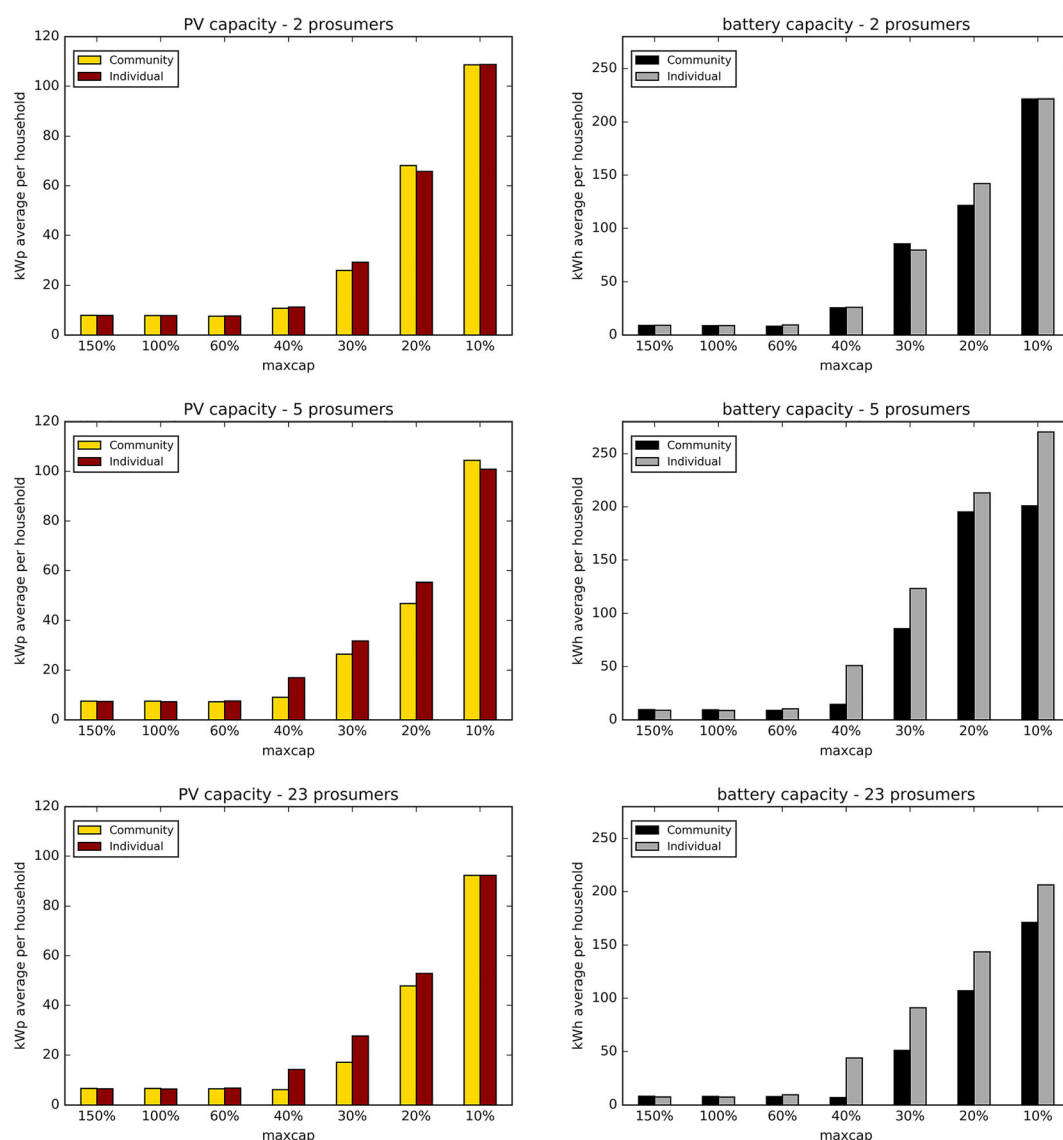 PV capacity - 2 prosumers
120
100
80
60
40
20
0
kWp average per household
Community
Individual
150% 100% 60% 40% 30% 20% 10%
maxcap
battery capacity - 2 prosumers
250
200
150
100
50
0
kWh average per household
Community
Individual
150% 100% 60% 40% 30% 20% 10%
maxcap
PV capacity - 5 prosumers
120
100
80
60
40
20
0
kWp average per household
Community
Individual
150% 100% 60% 40% 30% 20% 10%
maxcap
battery capacity - 5 prosumers
250
200
150
100
50
0
kWh average per household
Community
Individual
150% 100% 60% 40% 30% 20% 10%
maxcap
PV capacity - 23 prosumers
120
100
80
60
40
20
0
kWp average per household
Community
Individual
150% 100% 60% 40% 30% 20% 10%
maxcap
battery capacity - 23 prosumers
250
200
150
100
50
0
kWh average per household
Community
Individual
150% 100% 60% 40% 30% 20% 10%
maxcap